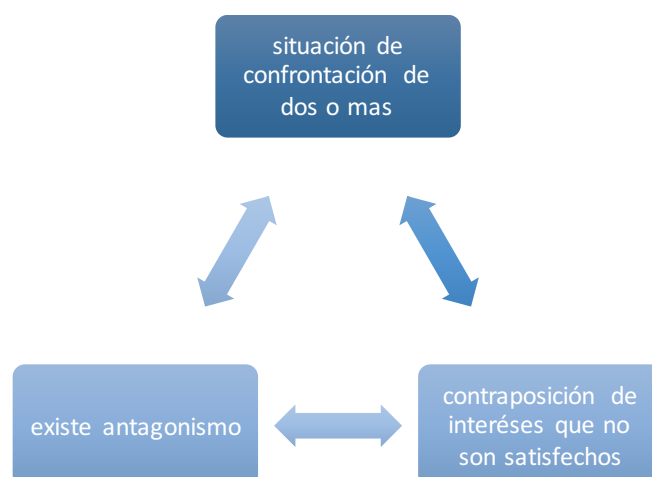 situación de
confrontación de
dos o mas
existe antagonismo
contraposición de
interéses que no
son satisfechos